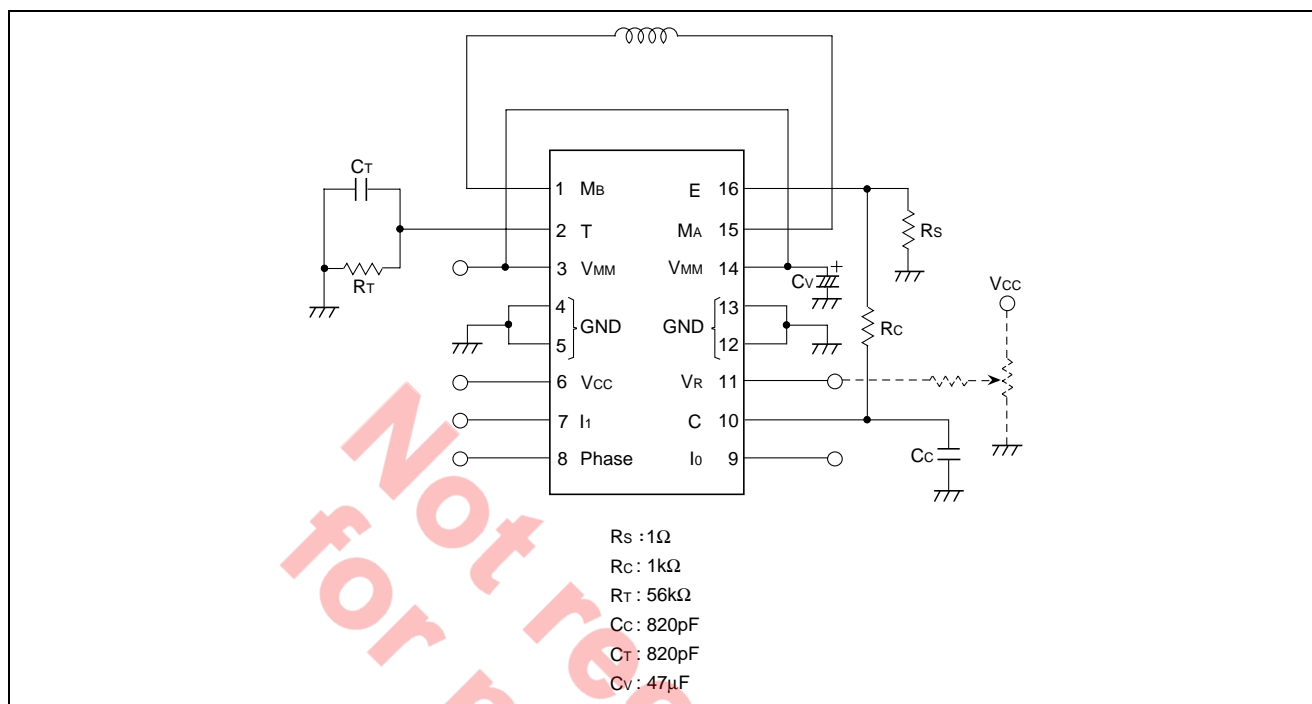 CT
RT
1 MB
2 T
3 VMM
4
5
GND
6 VCC
7 I1
8 Phase
E 16
MA 15
VMM 14
13
12
GND
VR 11
C 10
I0 9
RS
CV
+
RC
VCC
CC
RS : 1Ω
RC : 1kΩ
RT : 56kΩ
CC : 820pF
CT : 820pF
CV : 47μF
Not
for